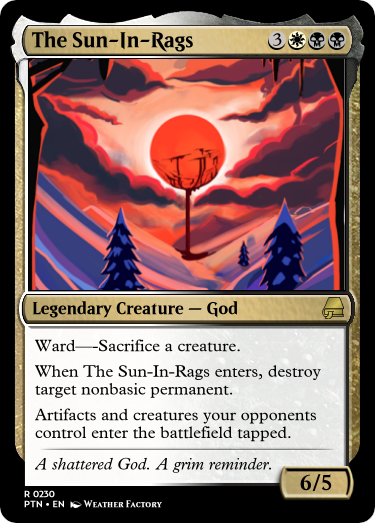 The Sun-In-Rags 3
Legendary Creature — God
Ward—-Sacrifice a creature.
When The Sun-In-Rags enters, destroy
target nonbasic permanent.
Artifacts and creatures your opponents
control enter the battlefield tapped.
A shattered God. A grim reminder.
6/5
R 0230
PTN • EN Weather Factory